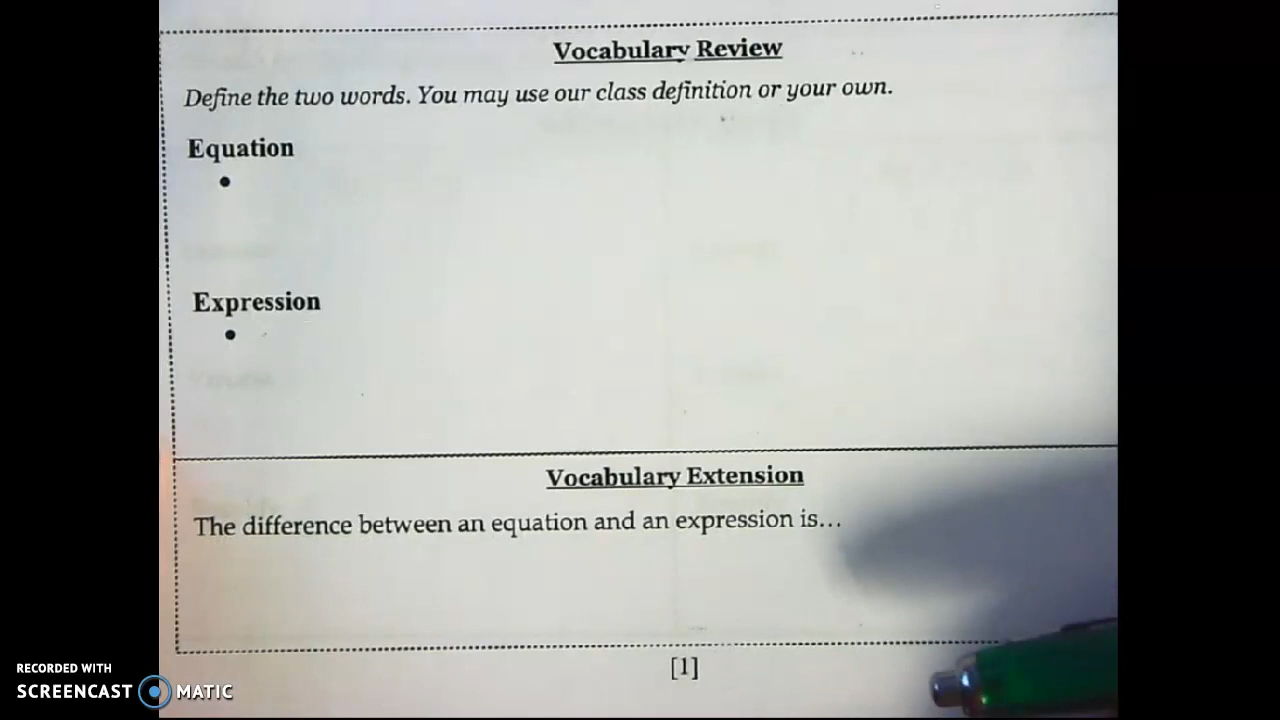 Vocabulary Review
Define the two words. You may use our class definition or your own.
Equation
•
Expression
•
Vocabulary Extension
The difference between an equation and an expression is...
[1]
RECORDED WITH
SCREENCAST MATIC